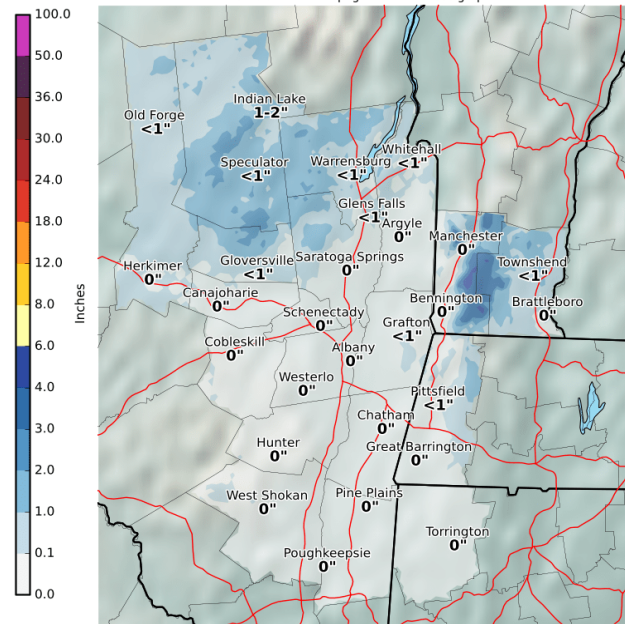 100.0
50.0
36.0
30.0
24.0
18.0
12.0
8.0
6.0
4.0
3.0
2.0
1.0
0.1
0.0
Inches
Indian Lake
1-2"
Old Forge
<1"
Whitehall
<1"
Speculator
<1"
Warrensburg
<1"
Glens Falls
<1"
Argyle
0"
Manchester
0"
Herkimer
0"
Gloversville
<1"
Saratoga Springs
0"
Townshend
<1"
Canajoharie
0"
Schenectady
0"
Bennington
0"
Brattleboro
0"
Grafton
<1"
Cobleskill
0"
Albany
0"
Westerlo
0"
Pittsfield
<1"
Chatham
0"
Hunter
0"
Great Barrington
0"
West Shokan
0"
Pine Plains
0"
Torrington
0"
Poughkeepsie
0"